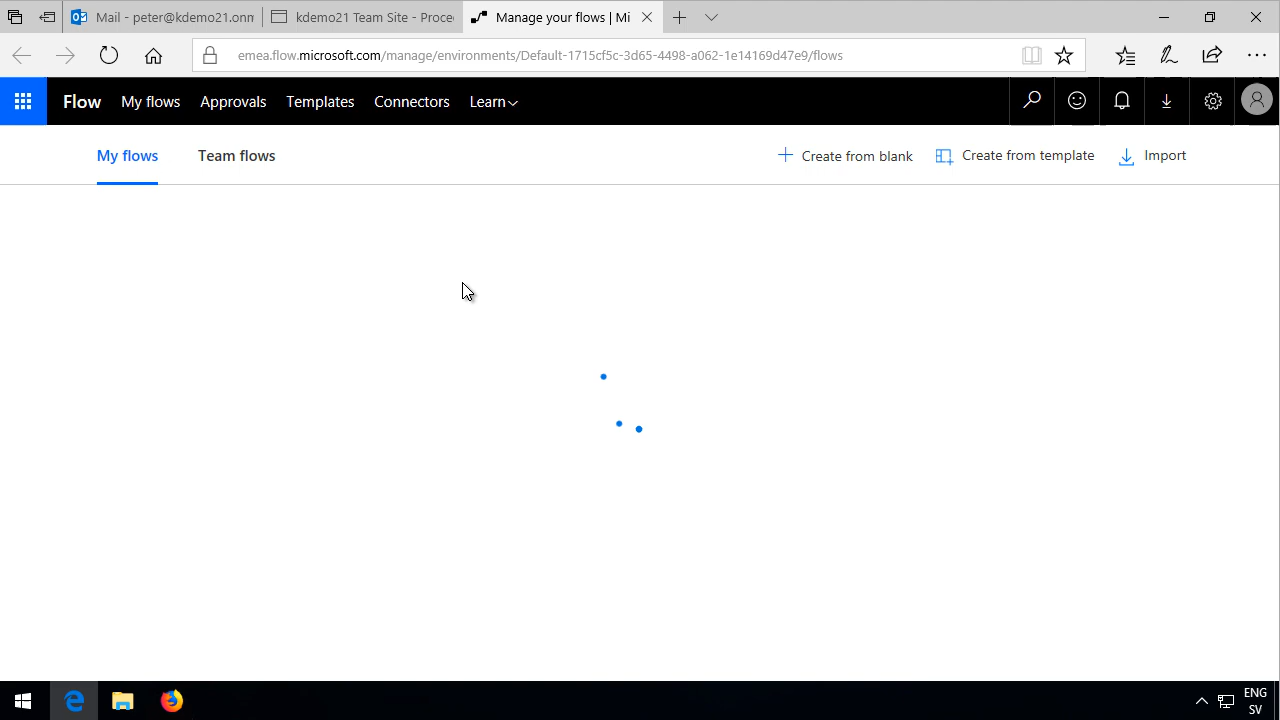 Mail - peter@kdemo21.onn
kdemo21 Team Site - Proce
Manage your flows | Mi
emea.flow.microsoft.com/manage/environments/Default-1715cf5c-3d65-4498-a062-1e14169d47e9/flows
Flow My flows Approvals Templates Connectors Learn
My flows Team flows Create from blank Create from template Import
ENG
SV